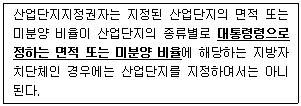 산업단지지정권자는 지정된 산업단지의 면적 또는
미분양 비율이 산업단지의 종류별로 대통령령으로
정하는 면적 또는 미분양 비율에 해당하는 지방자
치단체인 경우에는 산업단지를 지정하여서는 아니
된다.